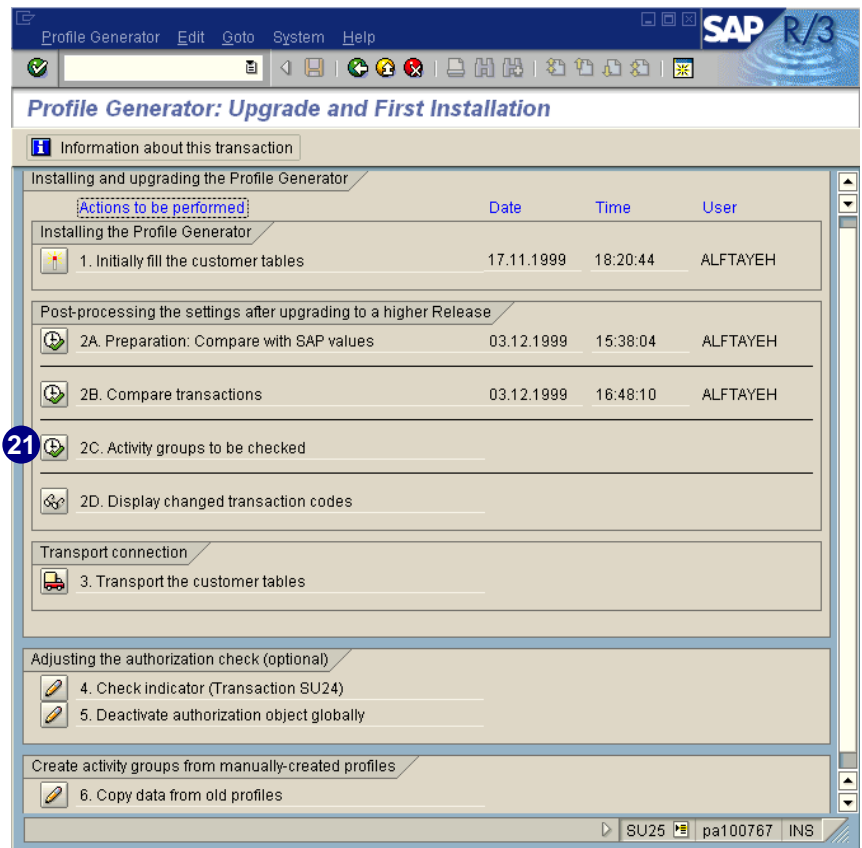 Profile Generator Edit Goto System Help
SAP R/3
Profile Generator: Upgrade and First Installation
Information about this transaction
Installing and upgrading the Profile Generator
Actions to be performed Date Time User
Installing the Profile Generator
1. Initially fill the customer tables 17.11.1999 18:20:44 ALFTAYEH
Post-processing the settings after upgrading to a higher Release
2A. Preparation: Compare with SAP values 03.12.1999 15:38:04 ALFTAYEH
2B. Compare transactions 03.12.1999 16:48:10 ALFTAYEH
21 2C. Activity groups to be checked
2D. Display changed transaction codes
Transport connection
3. Transport the customer tables
Adjusting the authorization check (optional)
4. Check indicator (Transaction SU24)
5. Deactivate authorization object globally
Create activity groups from manually-created profiles
6. Copy data from old profiles
SU25 pa100767 INS